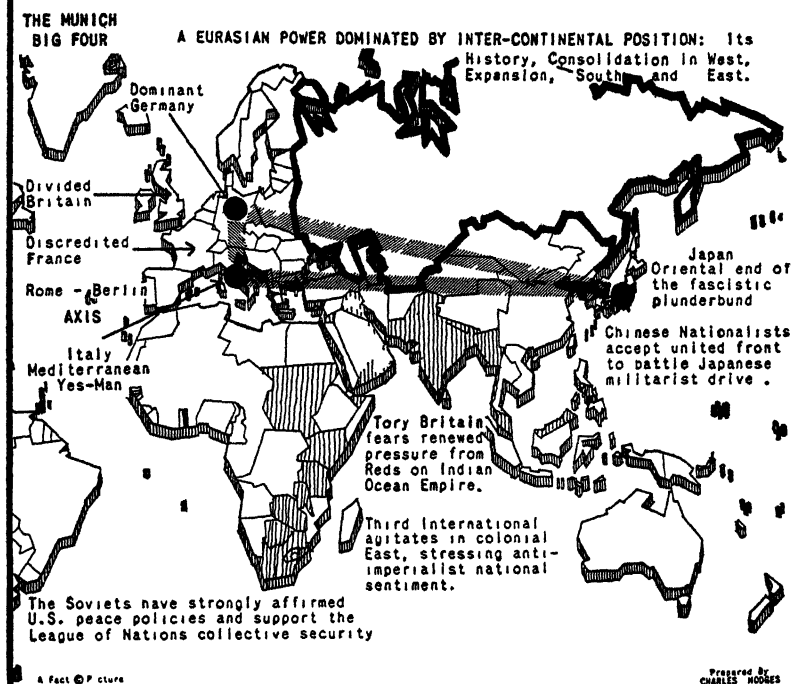 THE MUNICH
BIG FOUR
A EURASIAN POWER DOMINATED BY INTER-CONTINENTAL POSITION: Its
History, Consolidation in West,
Expansion, South and East.
Dominant
Germany
Divided
Britain
Discredited
France
Rome - Berlin
AXIS
Italy
Mediterranean
Yes-Man
Japan
Oriental end of
the fascistic
plunderbund
Chinese Nationalists
accept united front
to battle Japanese
militarist drive .
Tory Britain
fears renewed
pressure from
Reds on Indian
Ocean Empire.
Third International
agitates in colonial
East, stressing anti-
imperialist national
sentiment.
The Soviets have strongly affirmed
U.S. peace policies and support the
League of Nations collective security
A Fact © P cture
Prepared By
CHARLES HODGES